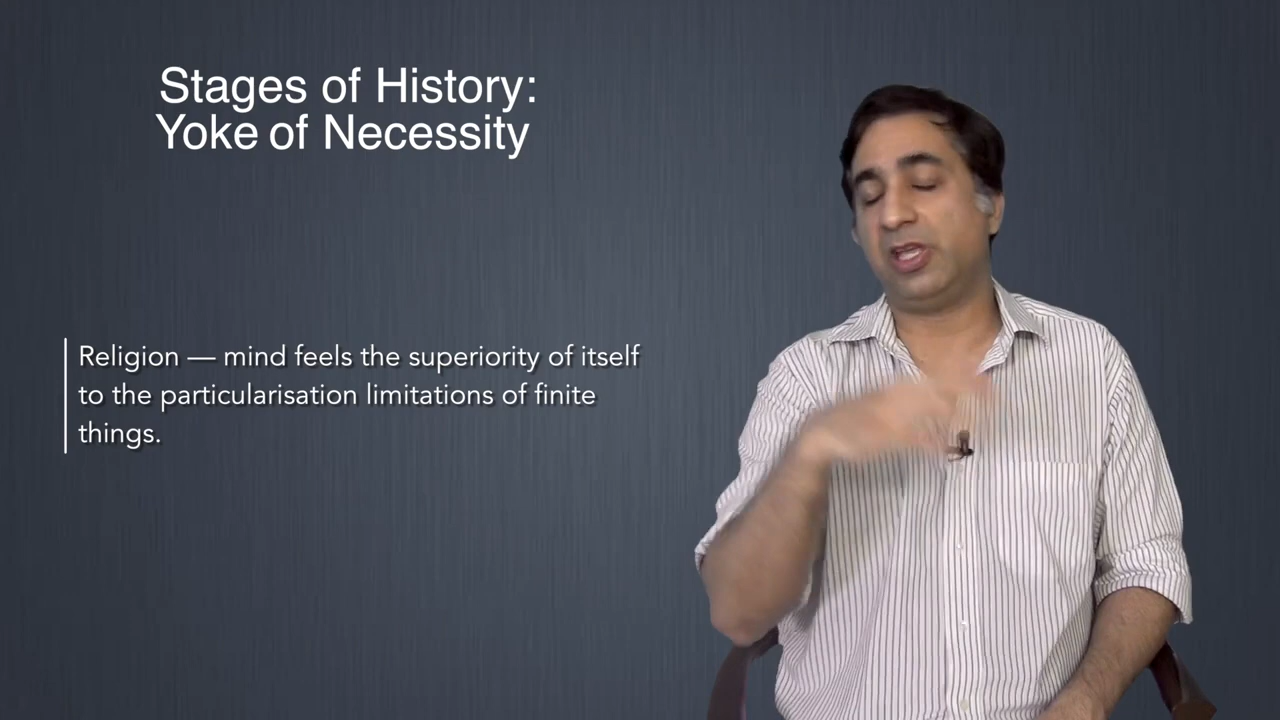 Stages of History:
Yoke of Necessity
Religion — mind feels the superiority of itself
to the particularisation limitations of finite
things.